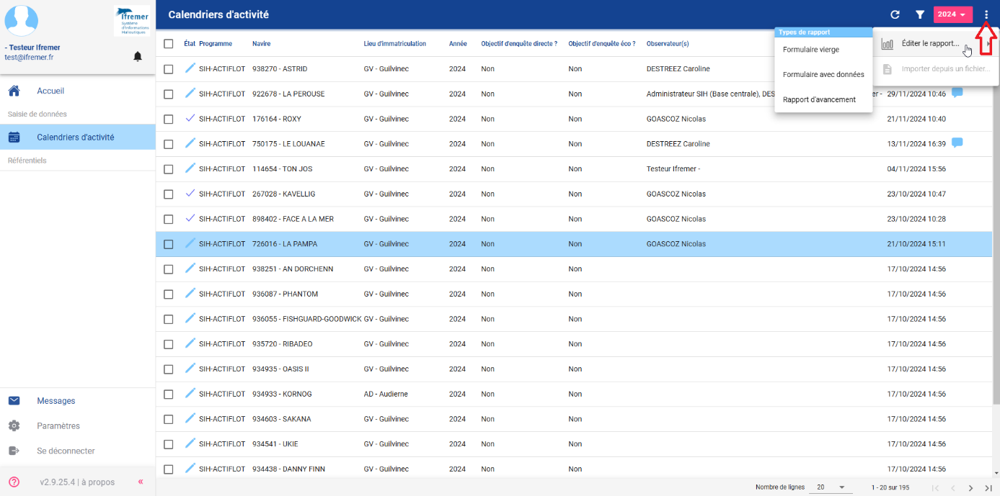 Ifremer
Système
d'Informations
Halieutiques
- Testeur Ifremer
test@ifremer.fr
Accueil
Saisie de données
Calendriers d'activité
Référentiels
Messages
Paramètres
Se déconnecter
v2.9.25.4 | à propos
Calendriers d'activité
2024
Types de rapport
Formulaire vierge
Formulaire avec données
Rapport d'avancement
Éditer le rapport...
Importer depuis un fichier...
État Programme Navire Lieu d'immatriculation Année Objectif d'enquête directe ? Objectif d'enquête éco ? Observateur(s)
SIH-ACTIFLOT 938270 - ASTRID GV - Guilvinec 2024 Non Non DESTREEZ Caroline
SIH-ACTIFLOT 922678 - LA PEROUSE GV - Guilvinec 2024 Non Non Administrateur SIH (Base centrale), DES er - 29/11/2024 10:46
SIH-ACTIFLOT 176164 - ROXY GV - Guilvinec 2024 Non Non GOASCOZ Nicolas 21/11/2024 10:40
SIH-ACTIFLOT 750175 - LE LOUANAE GV - Guilvinec 2024 Non Non DESTREEZ Caroline 13/11/2024 16:39
SIH-ACTIFLOT 114654 - TON JOS GV - Guilvinec 2024 Non Non Testeur Ifremer - 04/11/2024 15:56
SIH-ACTIFLOT 267028 - KAVELLIG GV - Guilvinec 2024 Non Non GOASCOZ Nicolas 23/10/2024 10:47
SIH-ACTIFLOT 898402 - FACE A LA MER GV - Guilvinec 2024 Non Non GOASCOZ Nicolas 23/10/2024 10:28
SIH-ACTIFLOT 726016 - LA PAMPA GV - Guilvinec 2024 Non Non GOASCOZ Nicolas 21/10/2024 15:11
SIH-ACTIFLOT 938251 - AN DORCHENN GV - Guilvinec 2024 Non Non 17/10/2024 14:56
SIH-ACTIFLOT 936087 - PHANTOM GV - Guilvinec 2024 Non Non 17/10/2024 14:56
SIH-ACTIFLOT 936055 - FISHGUARD-GOODWICK GV - Guilvinec 2024 Non Non 17/10/2024 14:56
SIH-ACTIFLOT 935720 - RIBADEO GV - Guilvinec 2024 Non Non 17/10/2024 14:56
SIH-ACTIFLOT 934935 - OASIS II GV - Guilvinec 2024 Non Non 17/10/2024 14:56
SIH-ACTIFLOT 934933 - KORNOG AD - Audierne 2024 Non Non 17/10/2024 14:56
SIH-ACTIFLOT 934603 - SAKANA GV - Guilvinec 2024 Non Non 17/10/2024 14:56
SIH-ACTIFLOT 934541 - UKIE GV - Guilvinec 2024 Non Non 17/10/2024 14:56
SIH-ACTIFLOT 934438 - DANNY FINN GV - Guilvinec 2024 Non Non 17/10/2024 14:56
Nombre de lignes 20 1 - 20 sur 195